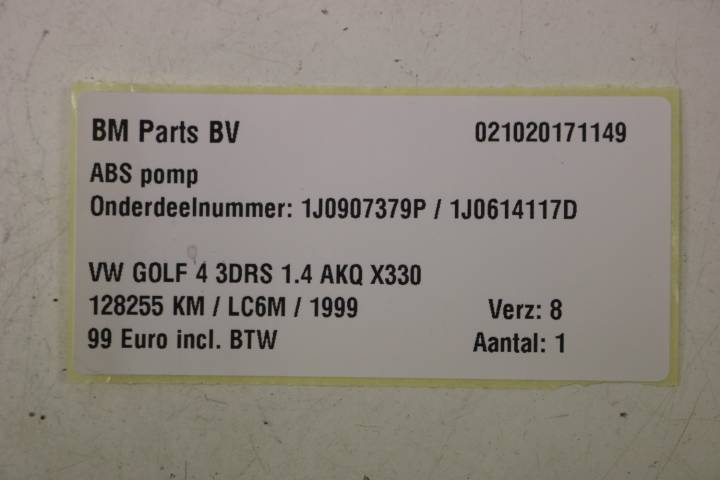 BM Parts BV 021020171149
ABS pomp
Onderdeelnummer: 1J0907379P / 1J0614117D
VW GOLF 4 3DRS 1.4 AKQ X330
128255 KM / LC6M / 1999 Verz: 8
99 Euro incl. BTW Aantal: 1